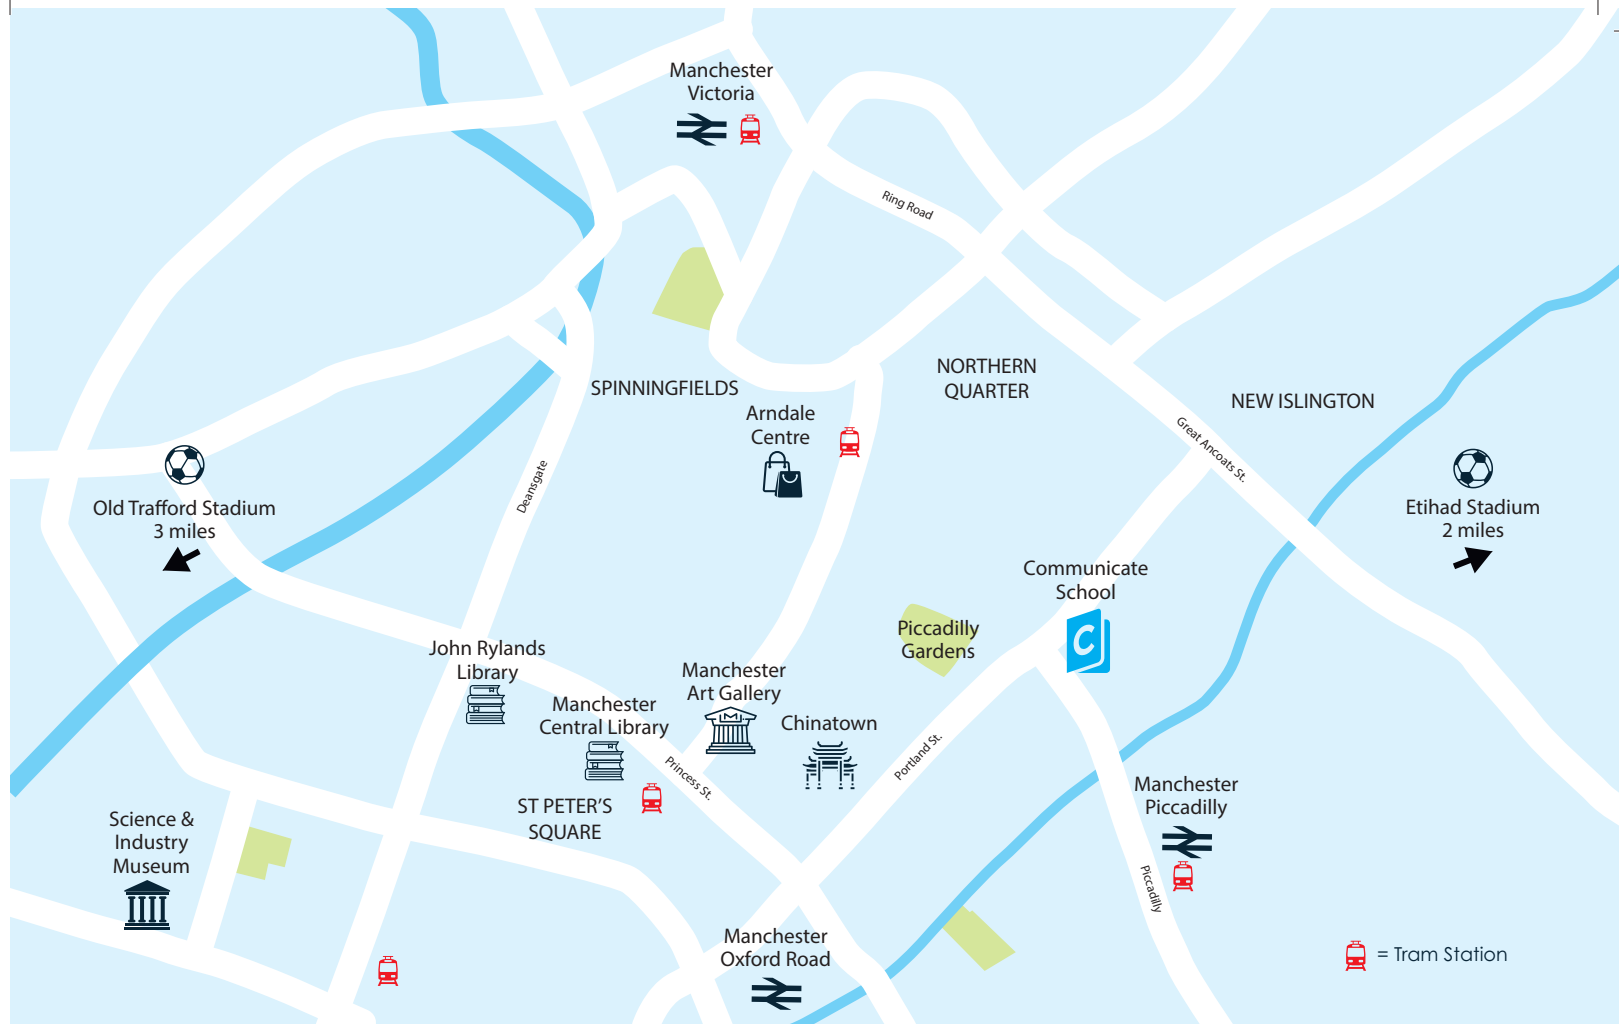 Manchester
Victoria
Ring Road
NORTHERN
QUARTER
SPINNINGFIELDS
NEW ISLINGTON
Arndale
Centre
Great Ancoats St.
Deansgate
Old Trafford Stadium
3 miles
Etihad Stadium
2 miles
Communicate
School
C
Piccadilly
Gardens
John Rylands
Library
Manchester
Art Gallery
Manchester
Central Library
Chinatown
Princess St.
Portland St.
ST PETER'S
SQUARE
Manchester
Piccadilly
Science &
Industry
Museum
Piccadilly
Manchester
Oxford Road
= Tram Station
M